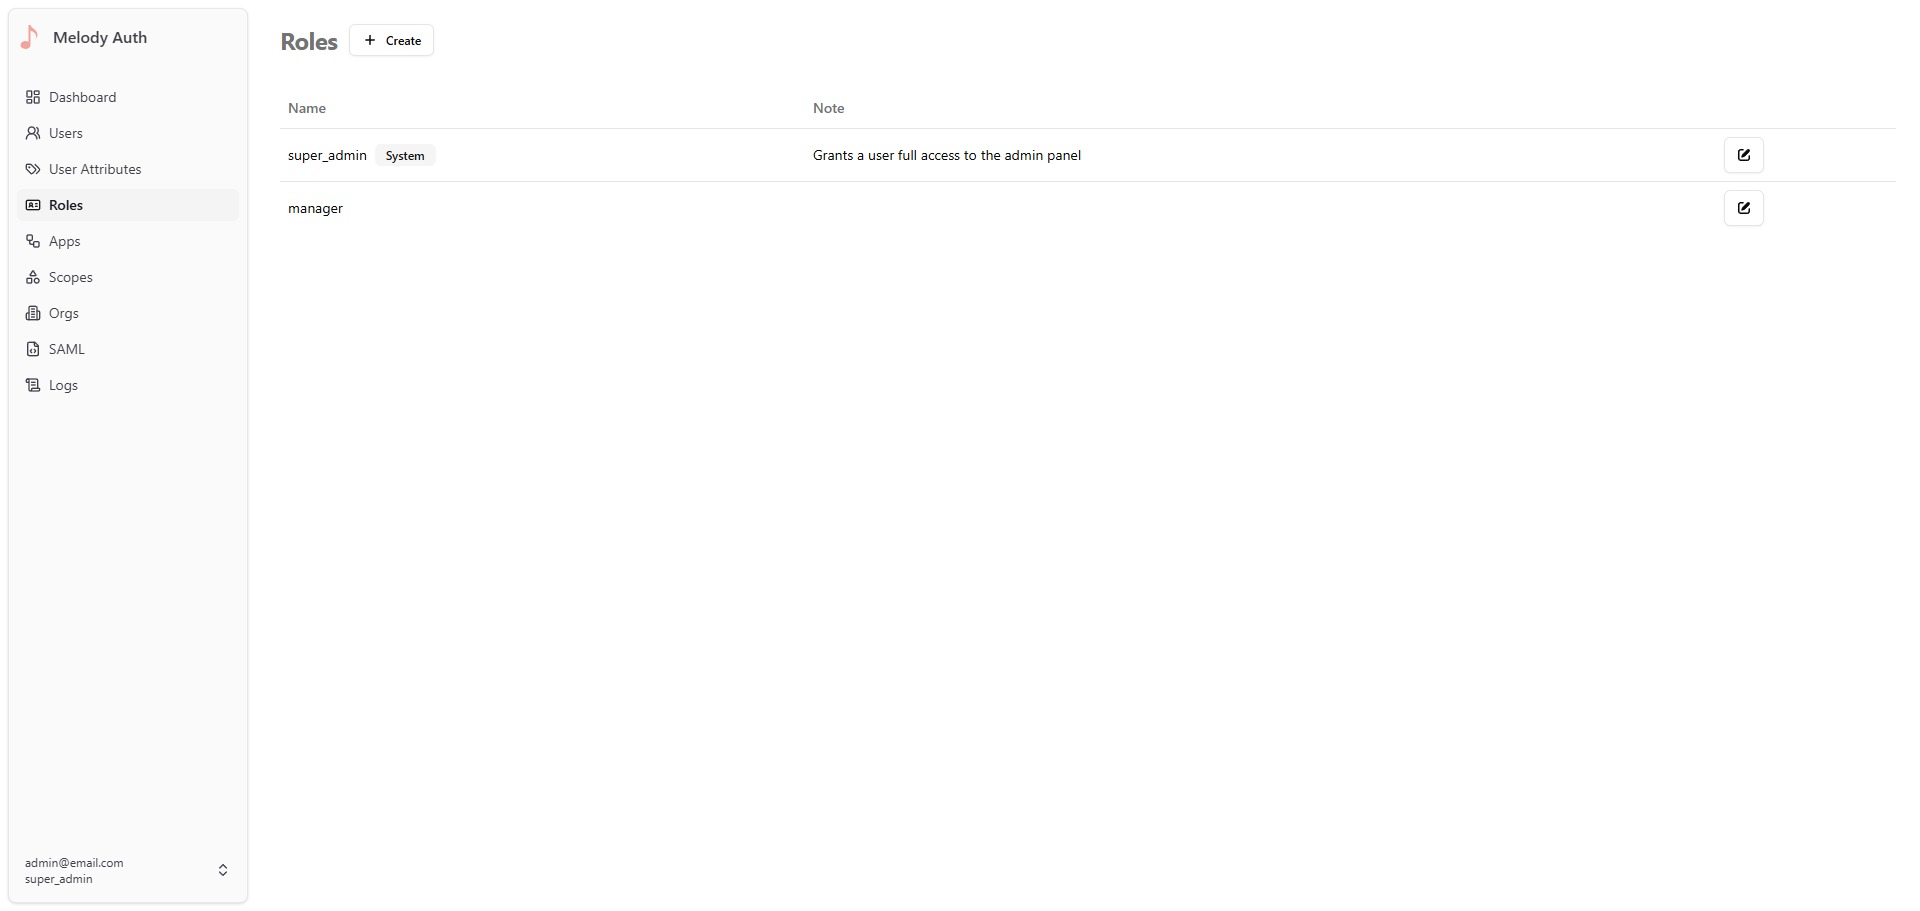 Melody Auth
Dashboard
Users
User Attributes
Roles
Apps
Scopes
Orgs
SAML
Logs
admin@email.com
super_admin
Roles
Create
Name Note
super_admin System Grants a user full access to the admin panel
manager